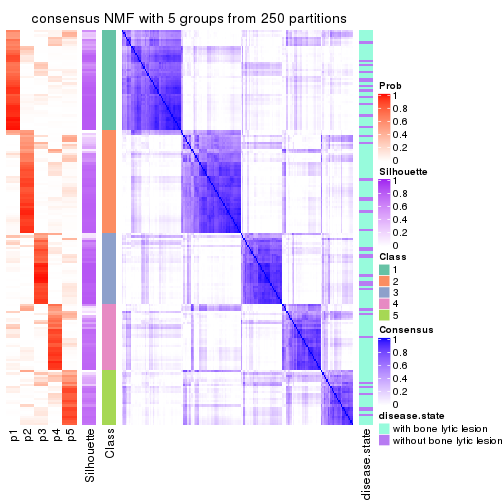 consensus NMF with 5 groups from 250 partitions
Prob
1
0.8
0.6
0.4
0.2
0
Silhouette
1
0.8
0.6
0.4
0.2
0
Class
1
2
3
4
5
Consensus
1
0.8
0.6
0.4
0.2
0
disease.state
with bone lytic lesion
without bone lytic lesion
p1
p2
p3
p4
p5
Silhouette
Class
disease.state